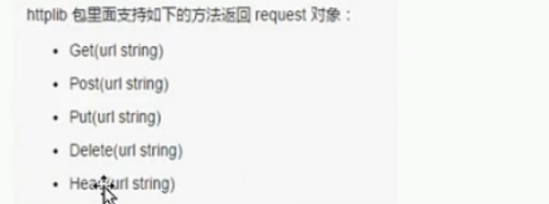 httplib 包里面支持如下的方法返回 request 对象：
• Get(url string)
• Post(url string)
• Put(url string)
• Delete(url string)
• Head(url string)